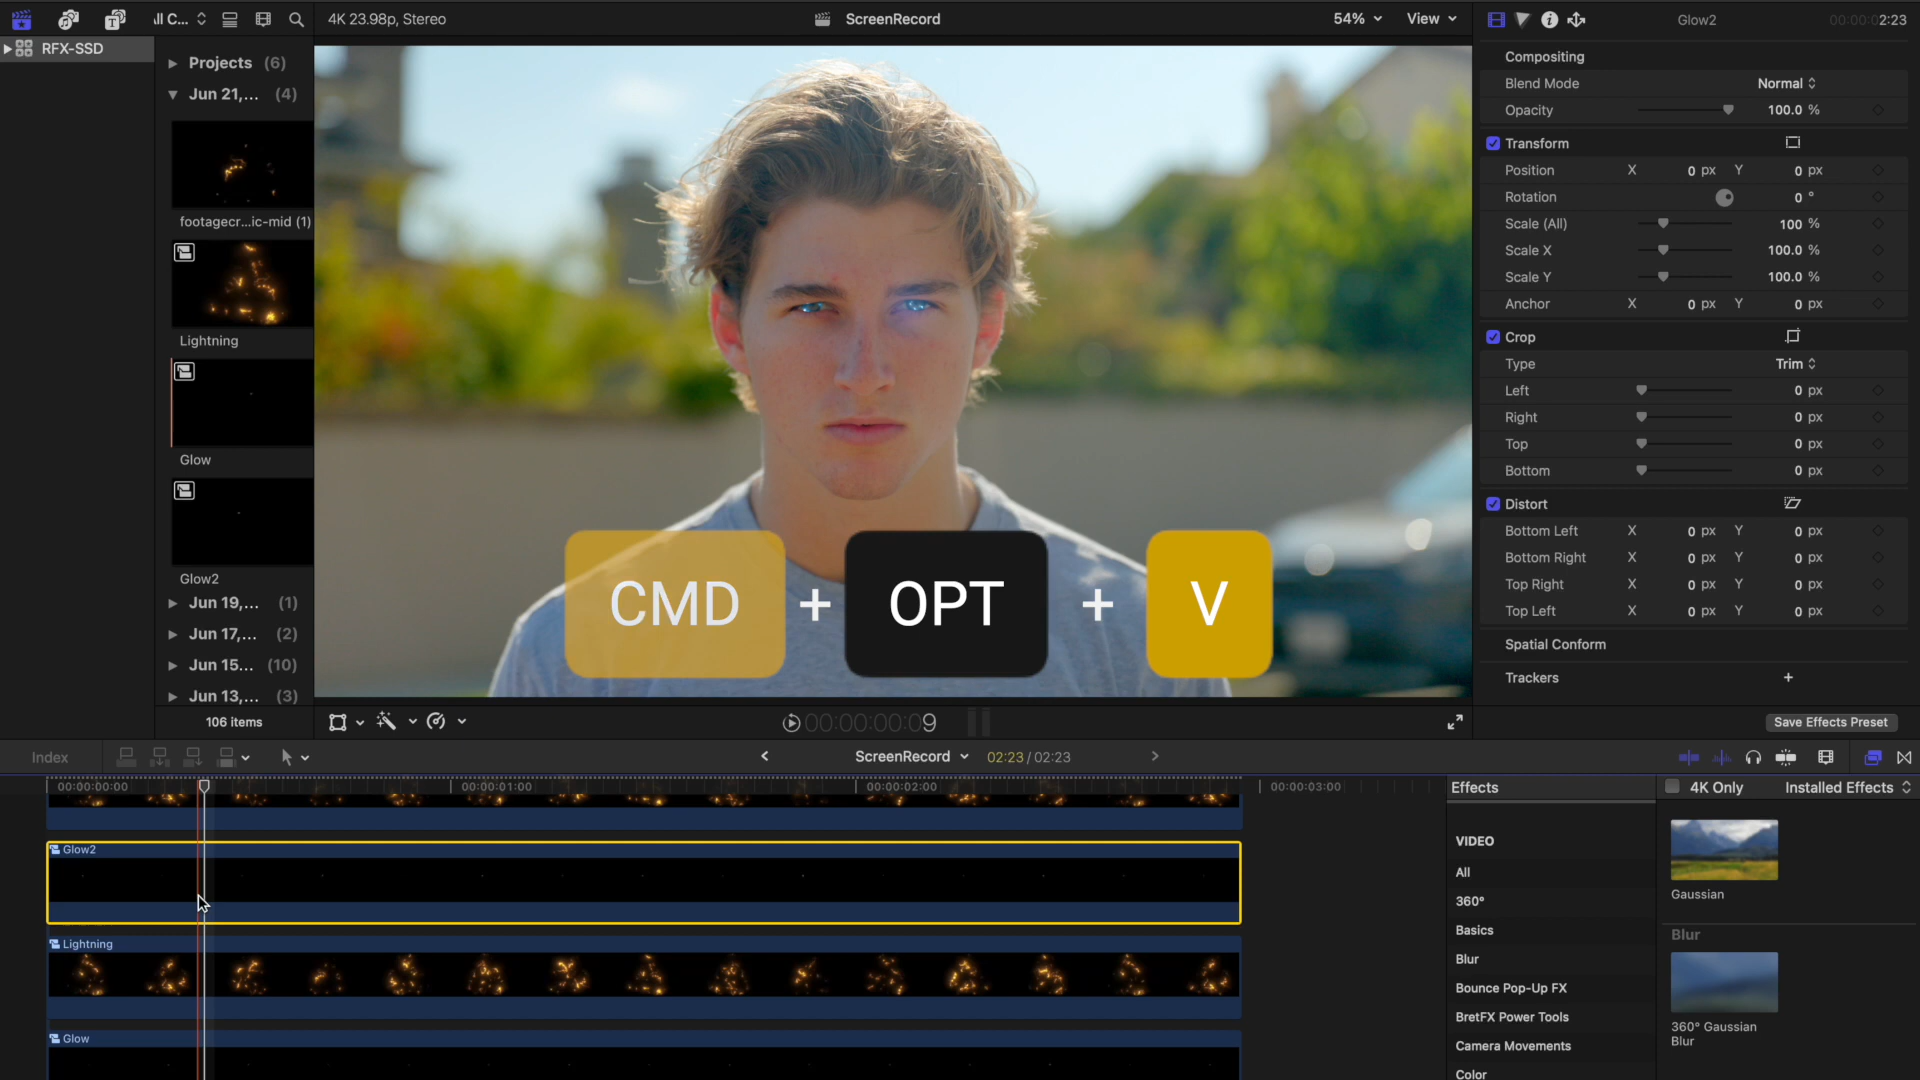 ll C...
4K 23.98p, Stereo
ScreenRecord
54%
View
Glow2
00:00:02:23
RFX-SSD
Projects (6)
Jun 21,... (4)
footagecr...ic-mid (1)
Lightning
Glow
Glow2
Jun 19,... (1)
Jun 17,... (2)
Jun 15... (10)
Jun 13,... (3)
106 items
CMD + OPT + V
00:00:00:09
Compositing
Blend Mode Normal
Opacity 100.0 %
Transform
Position X 0 px Y 0 px
Rotation 0 °
Scale (All) 100 %
Scale X 100.0 %
Scale Y 100.0 %
Anchor X 0 px Y 0 px
Crop
Type Trim
Left 0 px
Right 0 px
Top 0 px
Bottom 0 px
Distort
Bottom Left X 0 px Y 0 px
Bottom Right X 0 px Y 0 px
Top Right X 0 px Y 0 px
Top Left X 0 px Y 0 px
Spatial Conform
Trackers +
Save Effects Preset
Index
ScreenRecord
02:23 / 02:23
00:00:00:00
00:00:01:00
00:00:02:00
00:00:03:00
Glow2
Lightning
Glow
Effects
4K Only
Installed Effects
VIDEO
All
360°
Basics
Blur
Bounce Pop-Up FX
BretFX Power Tools
Camera Movements
Color
Gaussian
Blur
360° Gaussian
Blur